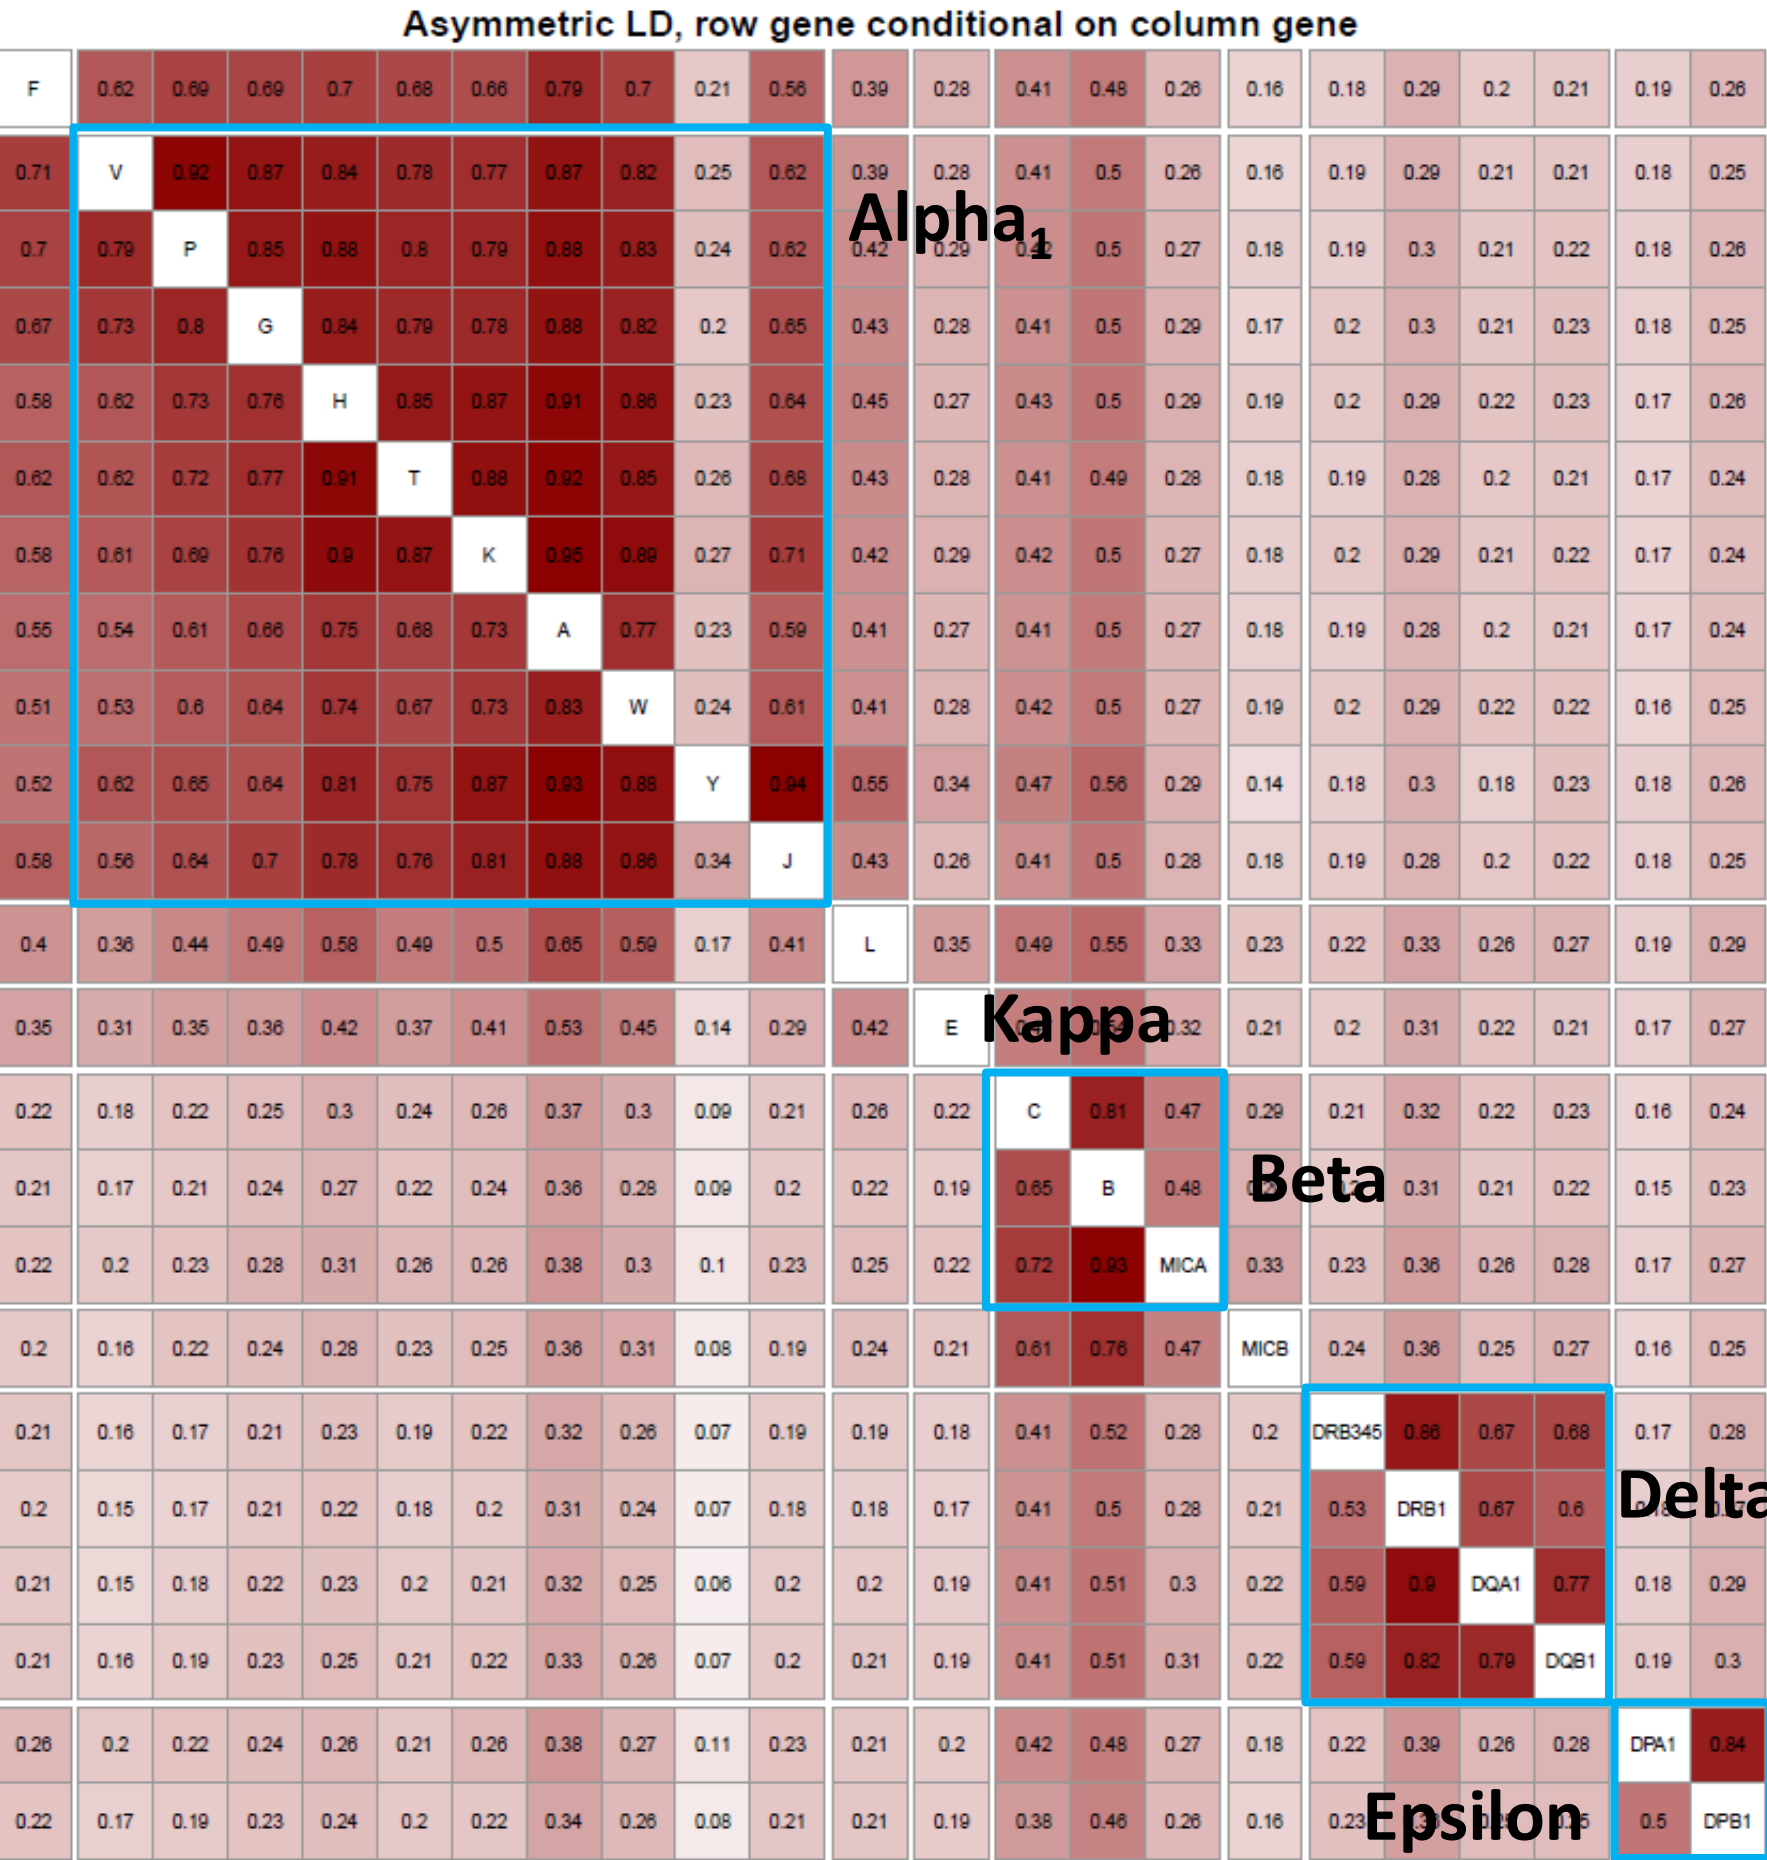 Asymmetric LD, row gene conditional on column gene
F 0.62 0.69 0.69 0.7 0.68 0.66 0.79 0.7 0.21 0.56 0.39 0.28 0.41 0.48 0.26 0.16 0.18 0.29 0.2 0.21 0.19 0.26
0.71 V 0.92 0.87 0.84 0.78 0.77 0.87 0.82 0.25 0.62 0.39 0.28 0.41 0.5 0.26 0.16 0.19 0.29 0.21 0.21 0.18 0.25
Alpha1
0.7 0.79 P 0.85 0.88 0.8 0.79 0.88 0.83 0.24 0.62 0.42 0.29 0.42 0.5 0.27 0.18 0.19 0.3 0.21 0.22 0.18 0.26
0.67 0.73 0.8 G 0.84 0.79 0.78 0.88 0.82 0.2 0.65 0.43 0.28 0.41 0.5 0.29 0.17 0.2 0.3 0.21 0.23 0.18 0.25
0.58 0.62 0.73 0.76 H 0.85 0.87 0.91 0.86 0.23 0.64 0.45 0.27 0.43 0.5 0.29 0.19 0.2 0.29 0.22 0.23 0.17 0.26
0.62 0.62 0.72 0.77 0.91 T 0.88 0.92 0.85 0.26 0.68 0.43 0.28 0.41 0.49 0.28 0.18 0.19 0.28 0.2 0.21 0.17 0.24
0.58 0.61 0.69 0.76 0.9 0.87 K 0.95 0.89 0.27 0.71 0.42 0.29 0.42 0.5 0.27 0.18 0.2 0.29 0.21 0.22 0.17 0.24
0.55 0.54 0.61 0.66 0.75 0.68 0.73 A 0.77 0.23 0.59 0.41 0.27 0.41 0.5 0.27 0.18 0.19 0.28 0.2 0.21 0.17 0.24
0.51 0.53 0.6 0.64 0.74 0.67 0.73 0.83 W 0.24 0.61 0.41 0.28 0.42 0.5 0.27 0.19 0.2 0.29 0.22 0.22 0.16 0.25
0.52 0.62 0.65 0.64 0.81 0.75 0.87 0.93 0.88 Y 0.94 0.55 0.34 0.47 0.56 0.29 0.14 0.18 0.3 0.18 0.23 0.18 0.26
0.58 0.56 0.64 0.7 0.78 0.76 0.81 0.88 0.86 0.34 J 0.43 0.26 0.41 0.5 0.28 0.18 0.19 0.28 0.2 0.22 0.18 0.25
0.4 0.36 0.44 0.49 0.58 0.49 0.5 0.65 0.59 0.17 0.41 L 0.35 0.49 0.55 0.33 0.23 0.22 0.33 0.26 0.27 0.19 0.29
0.35 0.31 0.35 0.36 0.42 0.37 0.41 0.53 0.45 0.14 0.29 0.42 E Kappa 0.32 0.21 0.2 0.31 0.22 0.21 0.17 0.27
0.22 0.18 0.22 0.25 0.3 0.24 0.26 0.37 0.3 0.09 0.21 0.26 0.22 C 0.81 0.47 0.29 0.21 0.32 0.22 0.23 0.16 0.24
0.21 0.17 0.21 0.24 0.27 0.22 0.24 0.36 0.28 0.09 0.2 0.22 0.19 0.65 B 0.48 Beta 0.31 0.21 0.22 0.15 0.23
0.22 0.2 0.23 0.28 0.31 0.26 0.26 0.38 0.3 0.1 0.23 0.25 0.22 0.72 0.93 MICA 0.33 0.23 0.36 0.26 0.28 0.17 0.27
0.2 0.16 0.22 0.24 0.28 0.23 0.25 0.36 0.31 0.08 0.19 0.24 0.21 0.61 0.76 0.47 MICB 0.24 0.36 0.25 0.27 0.16 0.25
0.21 0.16 0.17 0.21 0.23 0.19 0.22 0.32 0.26 0.07 0.19 0.19 0.18 0.41 0.52 0.28 0.2 DRB345 0.86 0.67 0.68 0.17 0.28
0.2 0.15 0.17 0.21 0.22 0.18 0.2 0.31 0.24 0.07 0.18 0.18 0.17 0.41 0.5 0.28 0.21 0.53 DRB1 0.67 0.6 Delta
0.21 0.15 0.18 0.22 0.23 0.2 0.21 0.32 0.25 0.06 0.2 0.2 0.19 0.41 0.51 0.3 0.22 0.59 0.9 DQA1 0.77 0.18 0.29
0.21 0.16 0.19 0.23 0.25 0.21 0.22 0.33 0.26 0.07 0.2 0.21 0.19 0.41 0.51 0.31 0.22 0.59 0.82 0.79 DQB1 0.19 0.3
0.26 0.2 0.22 0.24 0.26 0.21 0.26 0.38 0.27 0.11 0.23 0.21 0.2 0.42 0.48 0.27 0.18 0.22 0.39 0.26 0.28 DPA1 0.84
0.22 0.17 0.19 0.23 0.24 0.2 0.22 0.34 0.26 0.08 0.21 0.21 0.19 0.38 0.46 0.26 0.16 0.23 Epsilon 0.5 DPB1